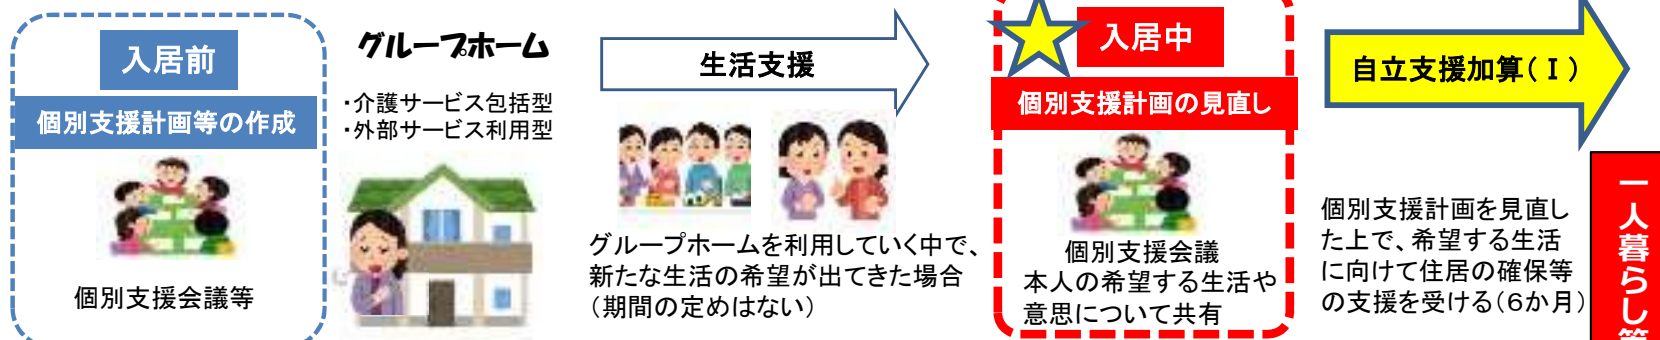 入居前
個別支援計画等の作成
個別支援会議等
グループホーム
・介護サービス包括型
・外部サービス利用型
生活支援
グループホームを利用していく中で、
新たな生活の希望が出てきた場合
（期間の定めはない）
入居中
個別支援計画の見直し
個別支援会議
本人の希望する生活や
意思について共有
自立支援加算（Ⅰ）
個別支援計画を見直し
た上で、希望する生活
に向けて住居の確保等
の支援を受ける（６か月）
一人暮らし等